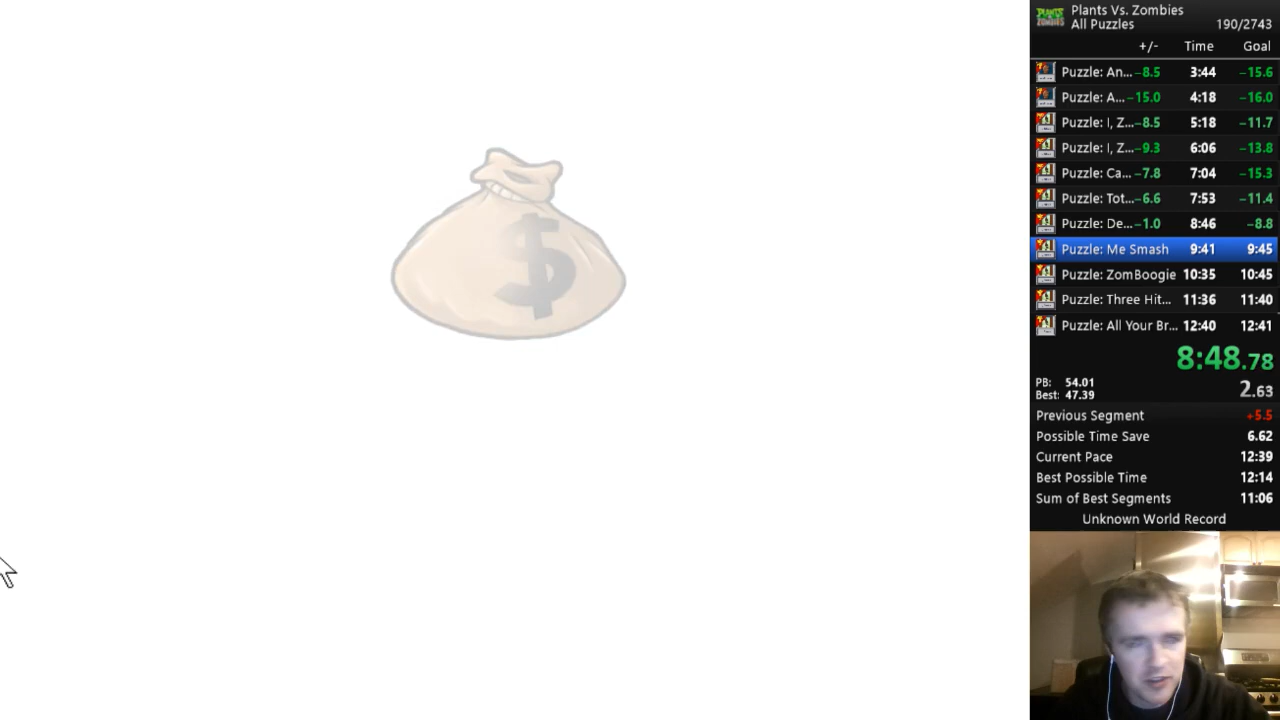 Plants Vs. Zombies
All Puzzles 190/2743
+/- Time Goal
Puzzle: An... −8.5 3:44 −15.6
Puzzle: A... −15.0 4:18 −16.0
Puzzle: I, Z... −8.5 5:18 −11.7
Puzzle: I, Z... −9.3 6:06 −13.8
Puzzle: Ca... −7.8 7:04 −15.3
Puzzle: Tot... −6.6 7:53 −11.4
Puzzle: De... −1.0 8:46 −8.8
Puzzle: Me Smash 9:41 9:45
Puzzle: ZomBoogie 10:35 10:45
Puzzle: Three Hit... 11:36 11:40
Puzzle: All Your Br... 12:40 12:41
8:48.78
PB: 54.01
Best: 47.39 2.63
Previous Segment +5.5
Possible Time Save 6.62
Current Pace 12:39
Best Possible Time 12:14
Sum of Best Segments 11:06
Unknown World Record
$